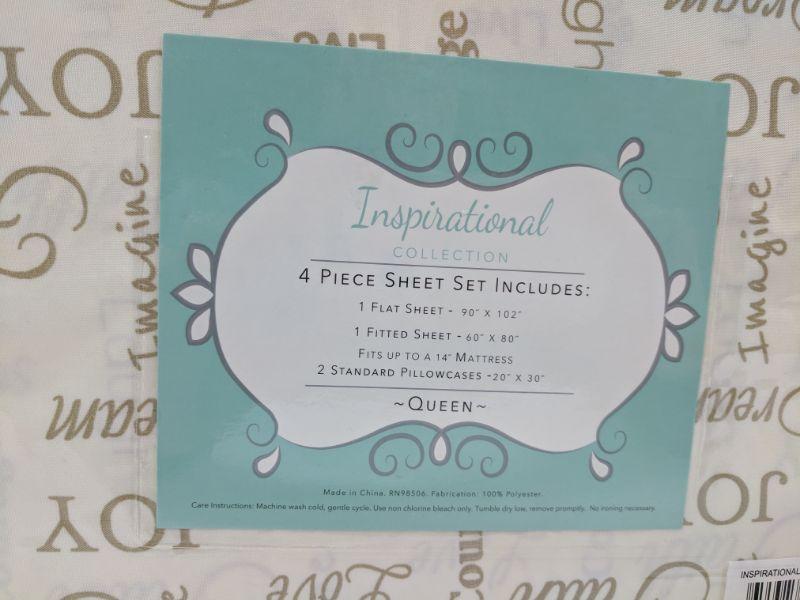 Dream
JOY
Imagine
Inspirational
COLLECTION
4 PIECE SHEET SET INCLUDES:
1 FLAT SHEET - 90" X 102"
1 FITTED SHEET - 60" X 80"
FITS UP TO A 14" MATTRESS
2 STANDARD PILLOWCASES -20" X 30"
~QUEEN~
Made in China. RN98506. Fabrication: 100% Polyester.
Care Instructions: Machine wash cold, gentle cycle. Use non chlorine bleach only. Tumble dry low, remove promptly. No ironing necessary.
Imagine
JOY
Love
INSPIRATIONAL